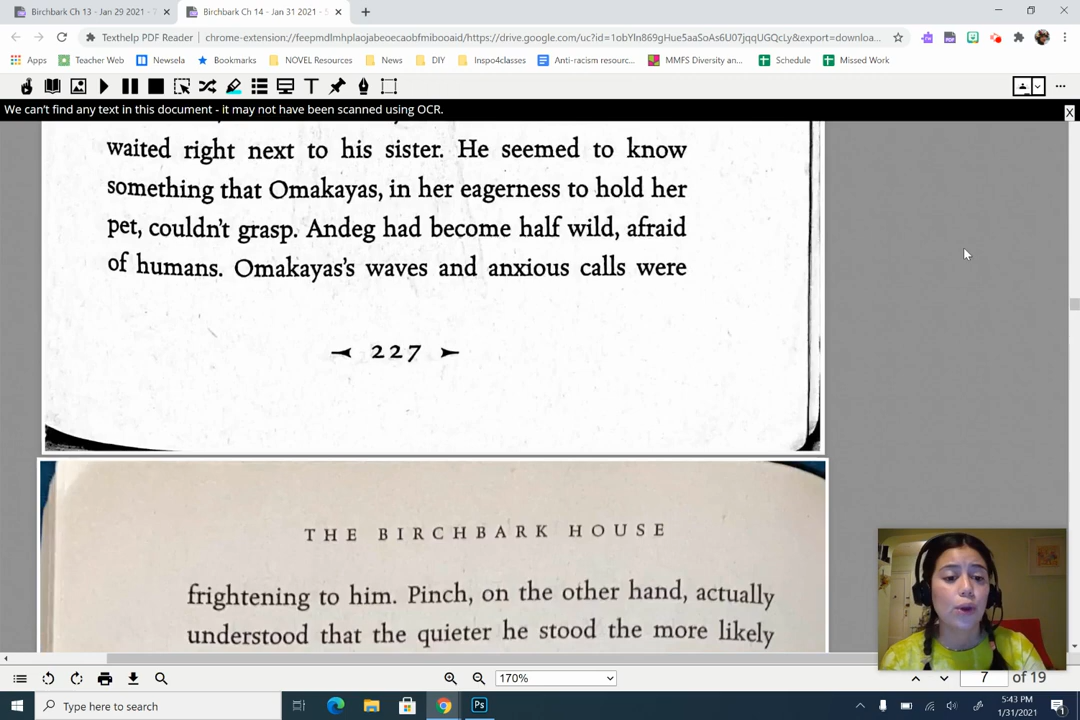 Birchbark Ch 13 - Jan 29 2021 -
Birchbark Ch 14 - Jan 31 2021 -
Texthelp PDF Reader
chrome-extension://feepmdlmhplaojabeoecaobfmibooaid/https://drive.google.com/uc?id=1obYln869gHue5aaSoAs6U07jqqUGQcLy&export=downloa...
Apps
Teacher Web
Newsela
Bookmarks
NOVEL Resources
News
DIY
Inspo4classes
Anti-racism resourc...
MMFS Diversity an...
Schedule
Missed Work
We can't find any text in this document - it may not have been scanned using OCR.
waited right next to his sister. He seemed to know
something that Omakayas, in her eagerness to hold her
pet, couldn't grasp. Andeg had become half wild, afraid
of humans. Omakayas's waves and anxious calls were
227
THE BIRCHBARK HOUSE
frightening to him. Pinch, on the other hand, actually
understood that the quieter he stood the more likely
170%
7 of 19
Type here to search
5:43 PM
1/31/2021